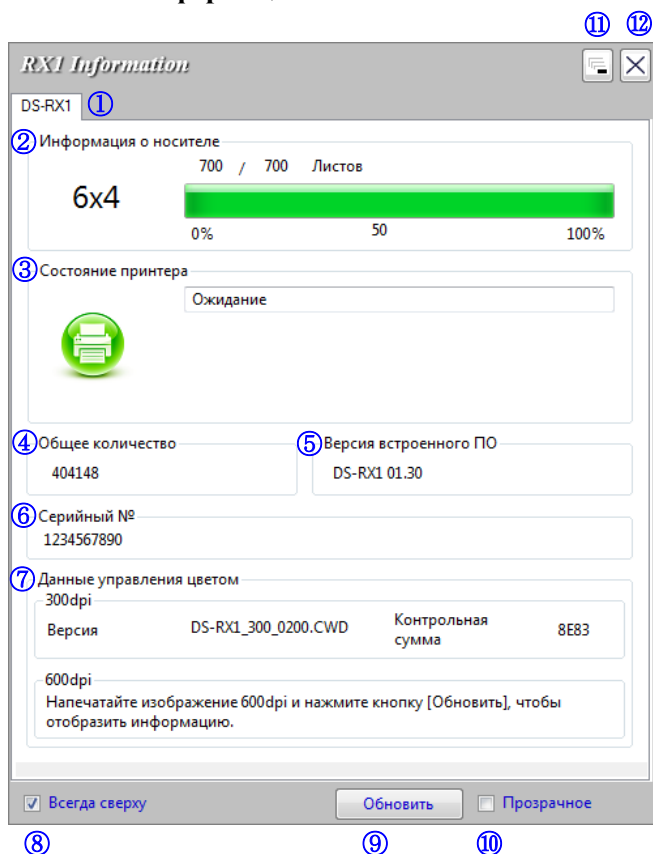 ⑪ ⑫
RX1 Information
DS-RX1 ①
② Информация о носителе
700 / 700 Листов
6x4
0% 50 100%
③ Состояние принтера
Ожидание
④ Общее количество ⑤ Версия встроенного ПО
404148 DS-RX1 01.30
⑥ Серийный №
1234567890
⑦ Данные управления цветом
300dpi
Версия DS-RX1_300_0200.CWD Контрольная сумма 8E83
600dpi
Напечатайте изображение 600dpi и нажмите кнопку [Обновить], чтобы
отобразить информацию.
Всегда сверху Обновить Прозрачное
⑧ ⑨ ⑩